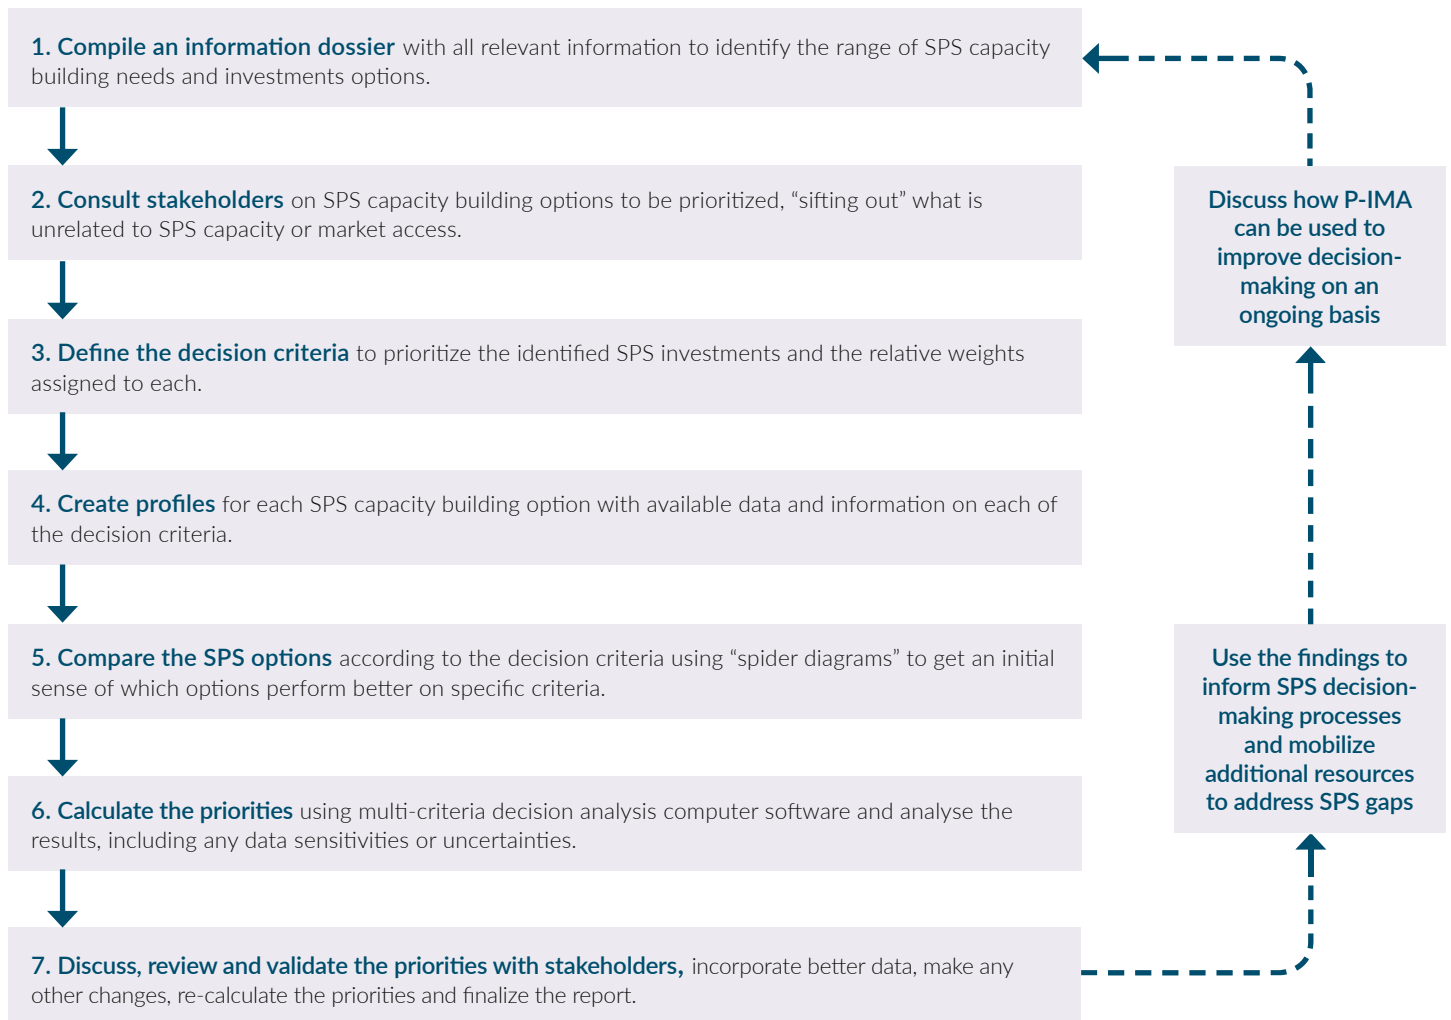 1. Compile an information dossier with all relevant information to identify the range of SPS capacity
building needs and investments options.
2. Consult stakeholders on SPS capacity building options to be prioritized, “sifting out” what is
unrelated to SPS capacity or market access.
3. Define the decision criteria to prioritize the identified SPS investments and the relative weights
assigned to each.
4. Create profiles for each SPS capacity building option with available data and information on each of
the decision criteria.
5. Compare the SPS options according to the decision criteria using “spider diagrams” to get an initial
sense of which options perform better on specific criteria.
6. Calculate the priorities using multi-criteria decision analysis computer software and analyse the
results, including any data sensitivities or uncertainties.
7. Discuss, review and validate the priorities with stakeholders, incorporate better data, make any
other changes, re-calculate the priorities and finalize the report.
Use the findings to
inform SPS decision-
making processes
and mobilize
additional resources
to address SPS gaps
Discuss how P-IMA
can be used to
improve decision-
making on an
ongoing basis